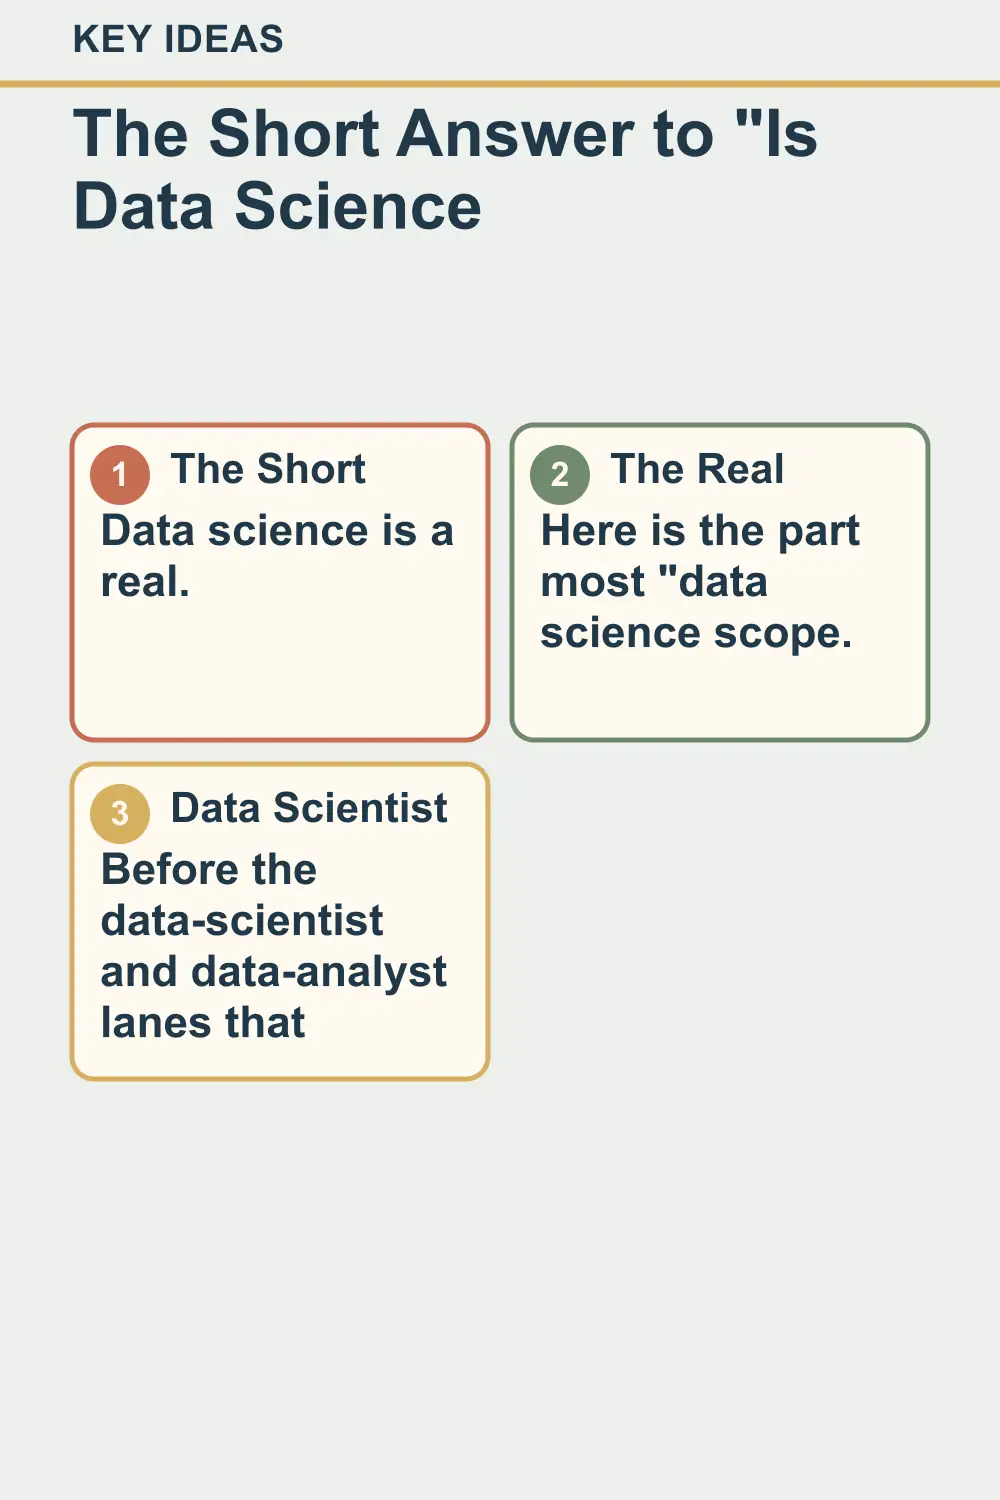 KEY IDEAS
The Short Answer to "Is
Data Science
1 The Short
Data science is a
real.
2 The Real
Here is the part
most "data
science scope.
3 Data Scientist
Before the
data-scientist
and data-analyst
lanes that